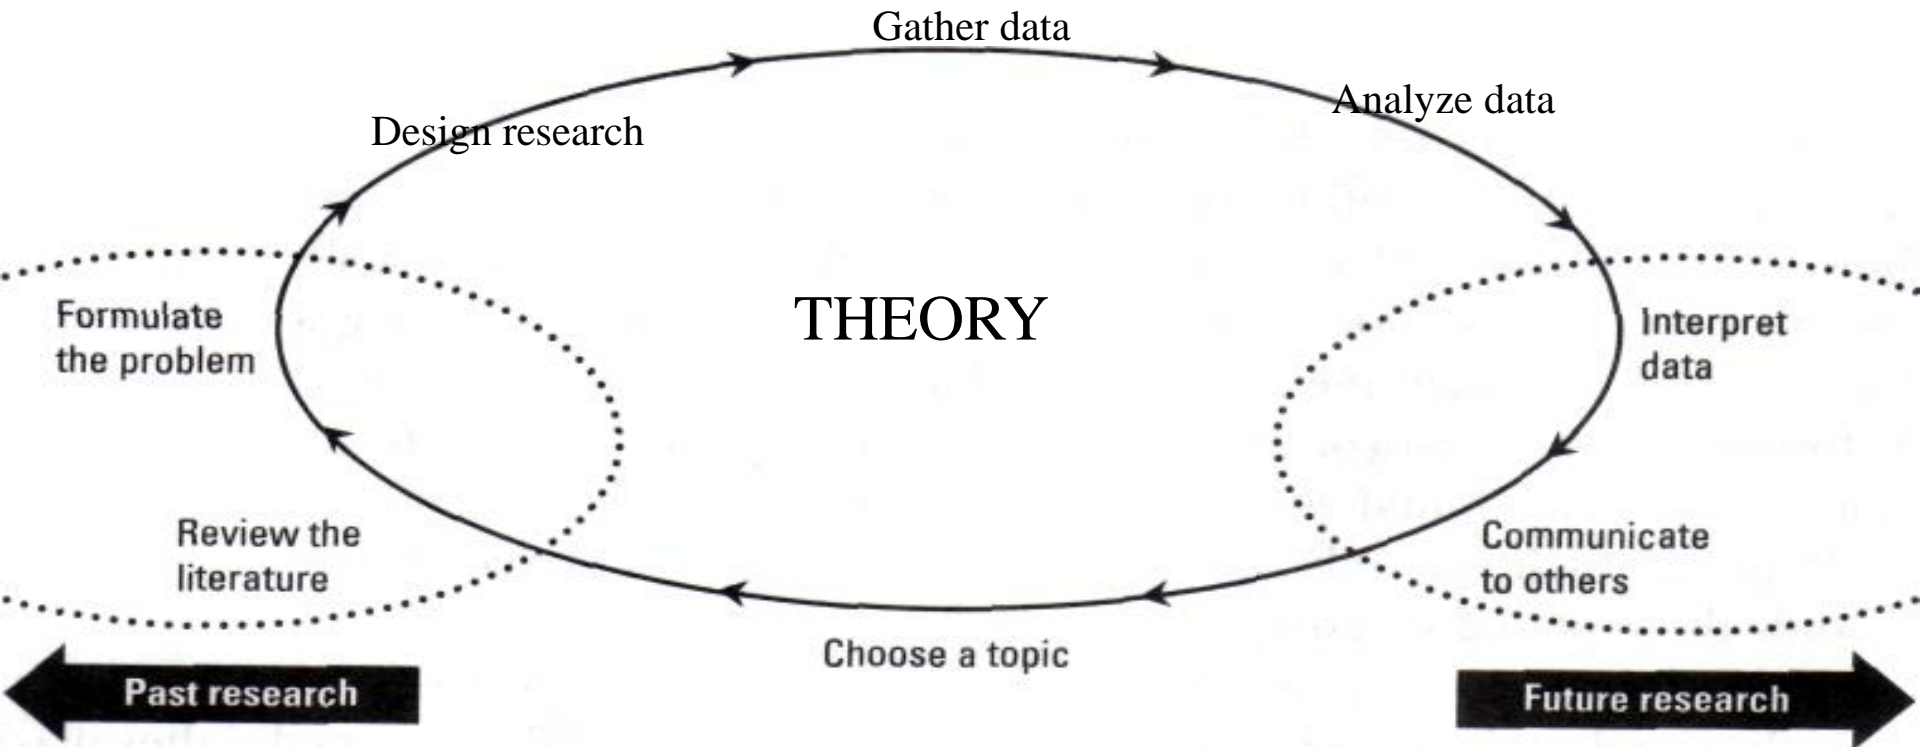 Gather data
Analyze data
Design research
Formulate
the problem
THEORY
Interpret
data
Review the
literature
Communicate
to others
Choose a topic
Past research
Future research